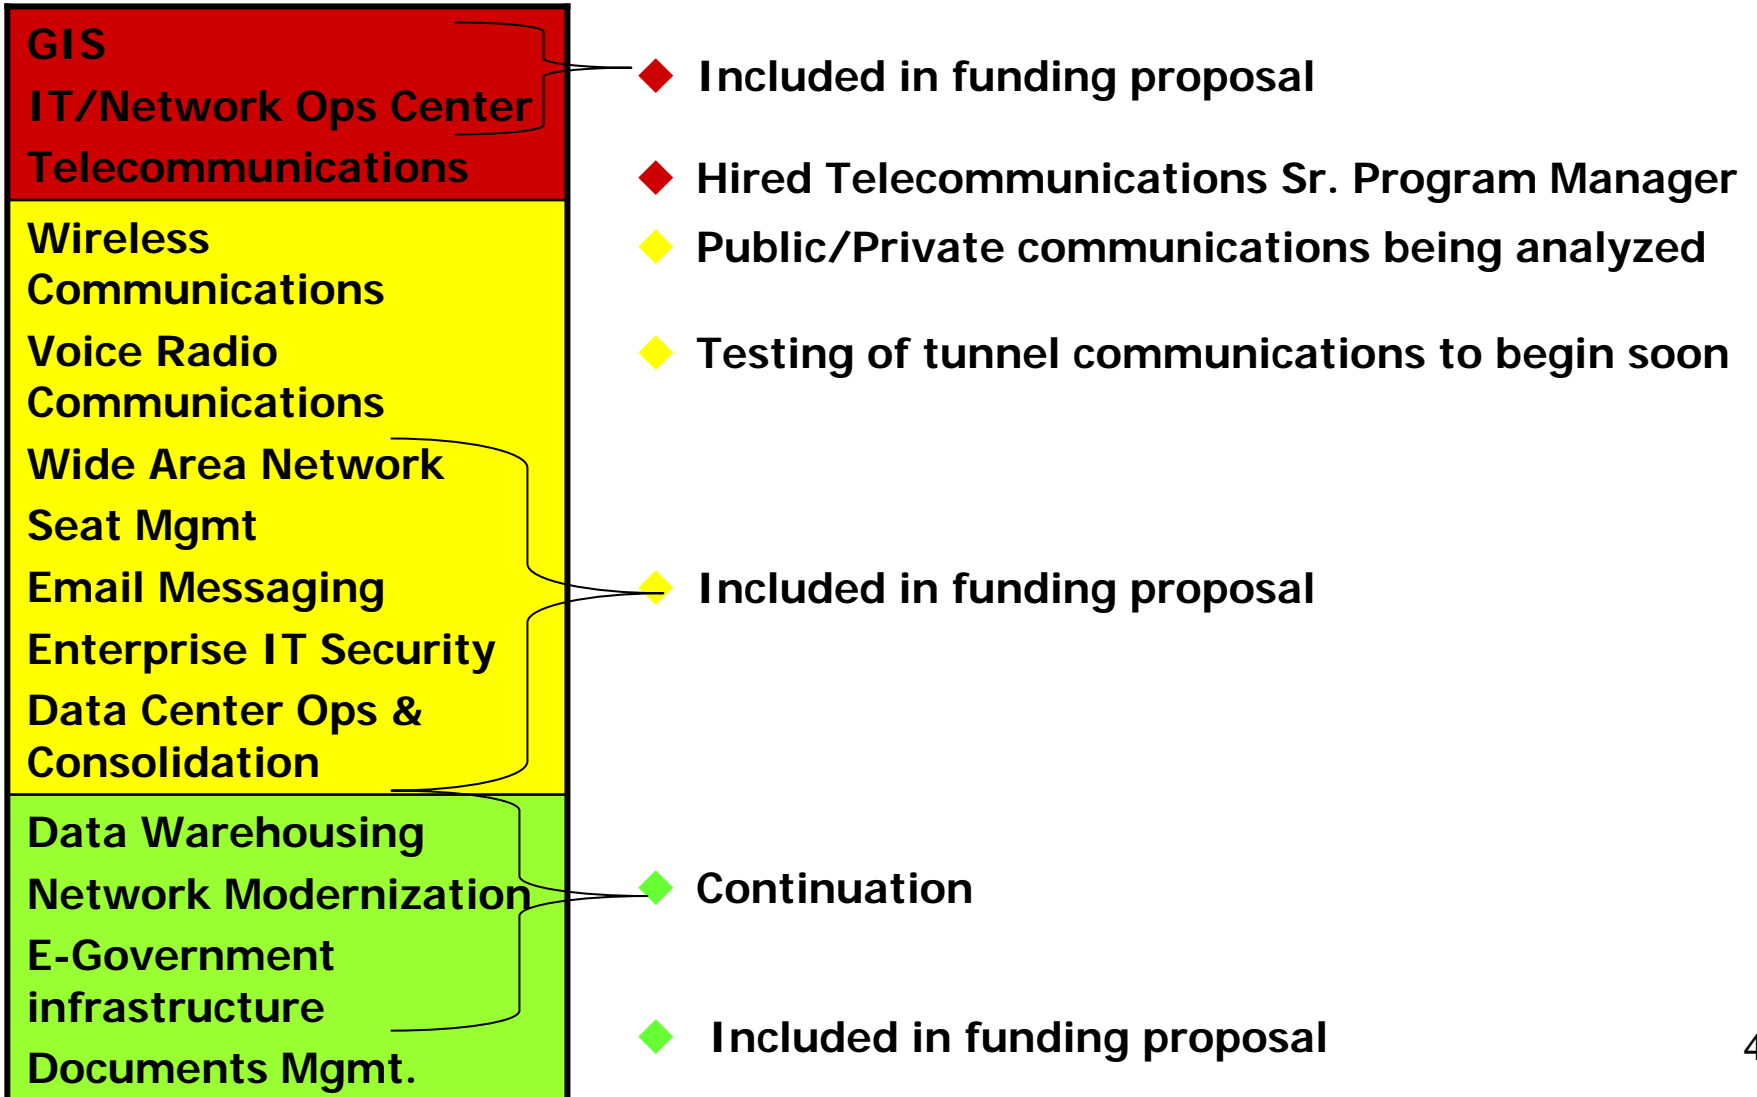 GIS
IT/Network Ops Center
Telecommunications
Wireless
Communications
Voice Radio
Communications
Wide Area Network
Seat Mgmt
Email Messaging
Enterprise IT Security
Data Center Ops &
Consolidation
Data Warehousing
Network Modernization
E-Government
infrastructure
Documents Mgmt.
Included in funding proposal
Hired Telecommunications Sr. Program Manager
Public/Private communications being analyzed
Testing of tunnel communications to begin soon
Included in funding proposal
Continuation
Included in funding proposal
4